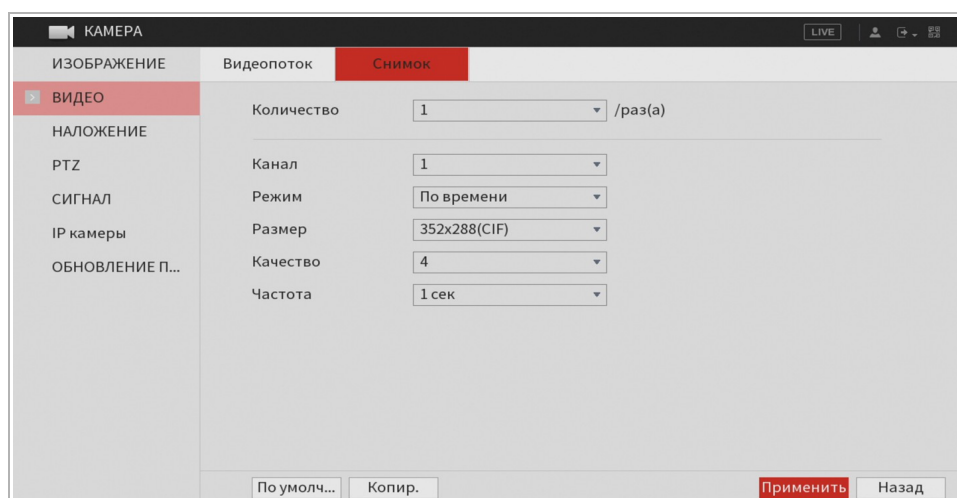 КАМЕРА LIVE
ИЗОБРАЖЕНИЕ
ВИДЕО
НАЛОЖЕНИЕ
PTZ
СИГНАЛ
IP камеры
ОБНОВЛЕНИЕ П...
Видеопоток Снимок
Количество 1 /раз(а)
Канал 1
Режим По времени
Размер 352x288(CIF)
Качество 4
Частота 1 сек
По умолч... Копир. Применить Назад